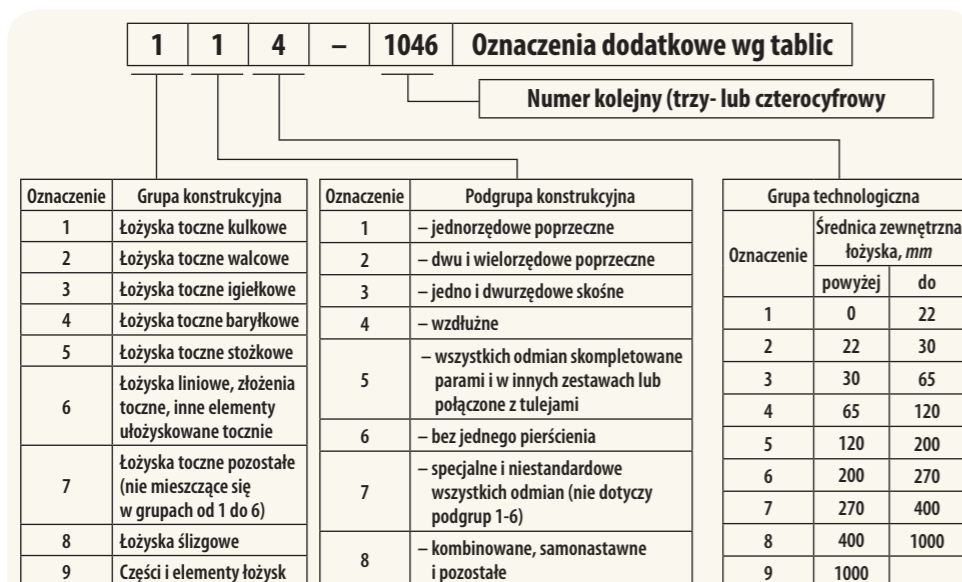 1 1 4 – 1046 Oznaczenia dodatkowe wg tablic
Numer kolejny (trzy- lub czterocyfrowy
Oznaczenie Grupa konstrukcyjna
1 Łożyska toczne kulkowe
2 Łożyska toczne walcowe
3 Łożyska toczne igiełkowe
4 Łożyska toczne baryłkowe
5 Łożyska toczne stożkowe
6 Łożyska liniowe, złożenia
toczne, inne elementy
ułożyskowane tocznie
7 Łożyska toczne pozostałe
(nie mieszczące się
w grupach od 1 do 6)
8 Łożyska ślizgowe
9 Części i elementy łożysk
Oznaczenie Podgrupa konstrukcyjna
1 – jednorzędowe poprzeczne
2 – dwu i wielorzędowe poprzeczne
3 – jedno i dwurzędowe skośne
4 – wzdłużne
5 – wszystkich odmian skompletowane
parami i w innych zestawach lub
połączone z tulejami
6 – bez jednego pierścienia
7 – specjalne i niestandardowe
wszystkich odmian (nie dotyczy
podgrup 1-6)
8 – kombinowane, samonastawne
i pozostałe
Grupa technologiczna
Oznaczenie Średnica zewnętrzna
łożyska, mm
powyżej do
1 0 22
2 22 30
3 30 65
4 65 120
5 120 200
6 200 270
7 270 400
8 400 1000
9 1000